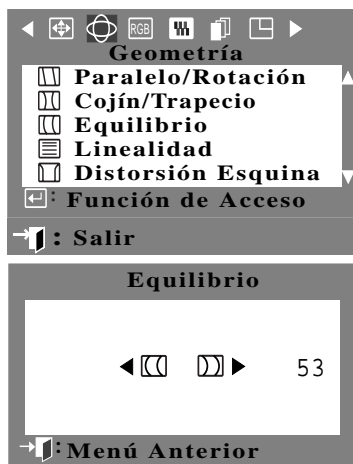 RGB
Geometría
Paralelo/Rotación
Cojín/Trapecio
Equilibrio
Linealidad
Distorsión Esquina
: Función de Acceso
: Salir
Equilibrio
53
:Menú Anterior